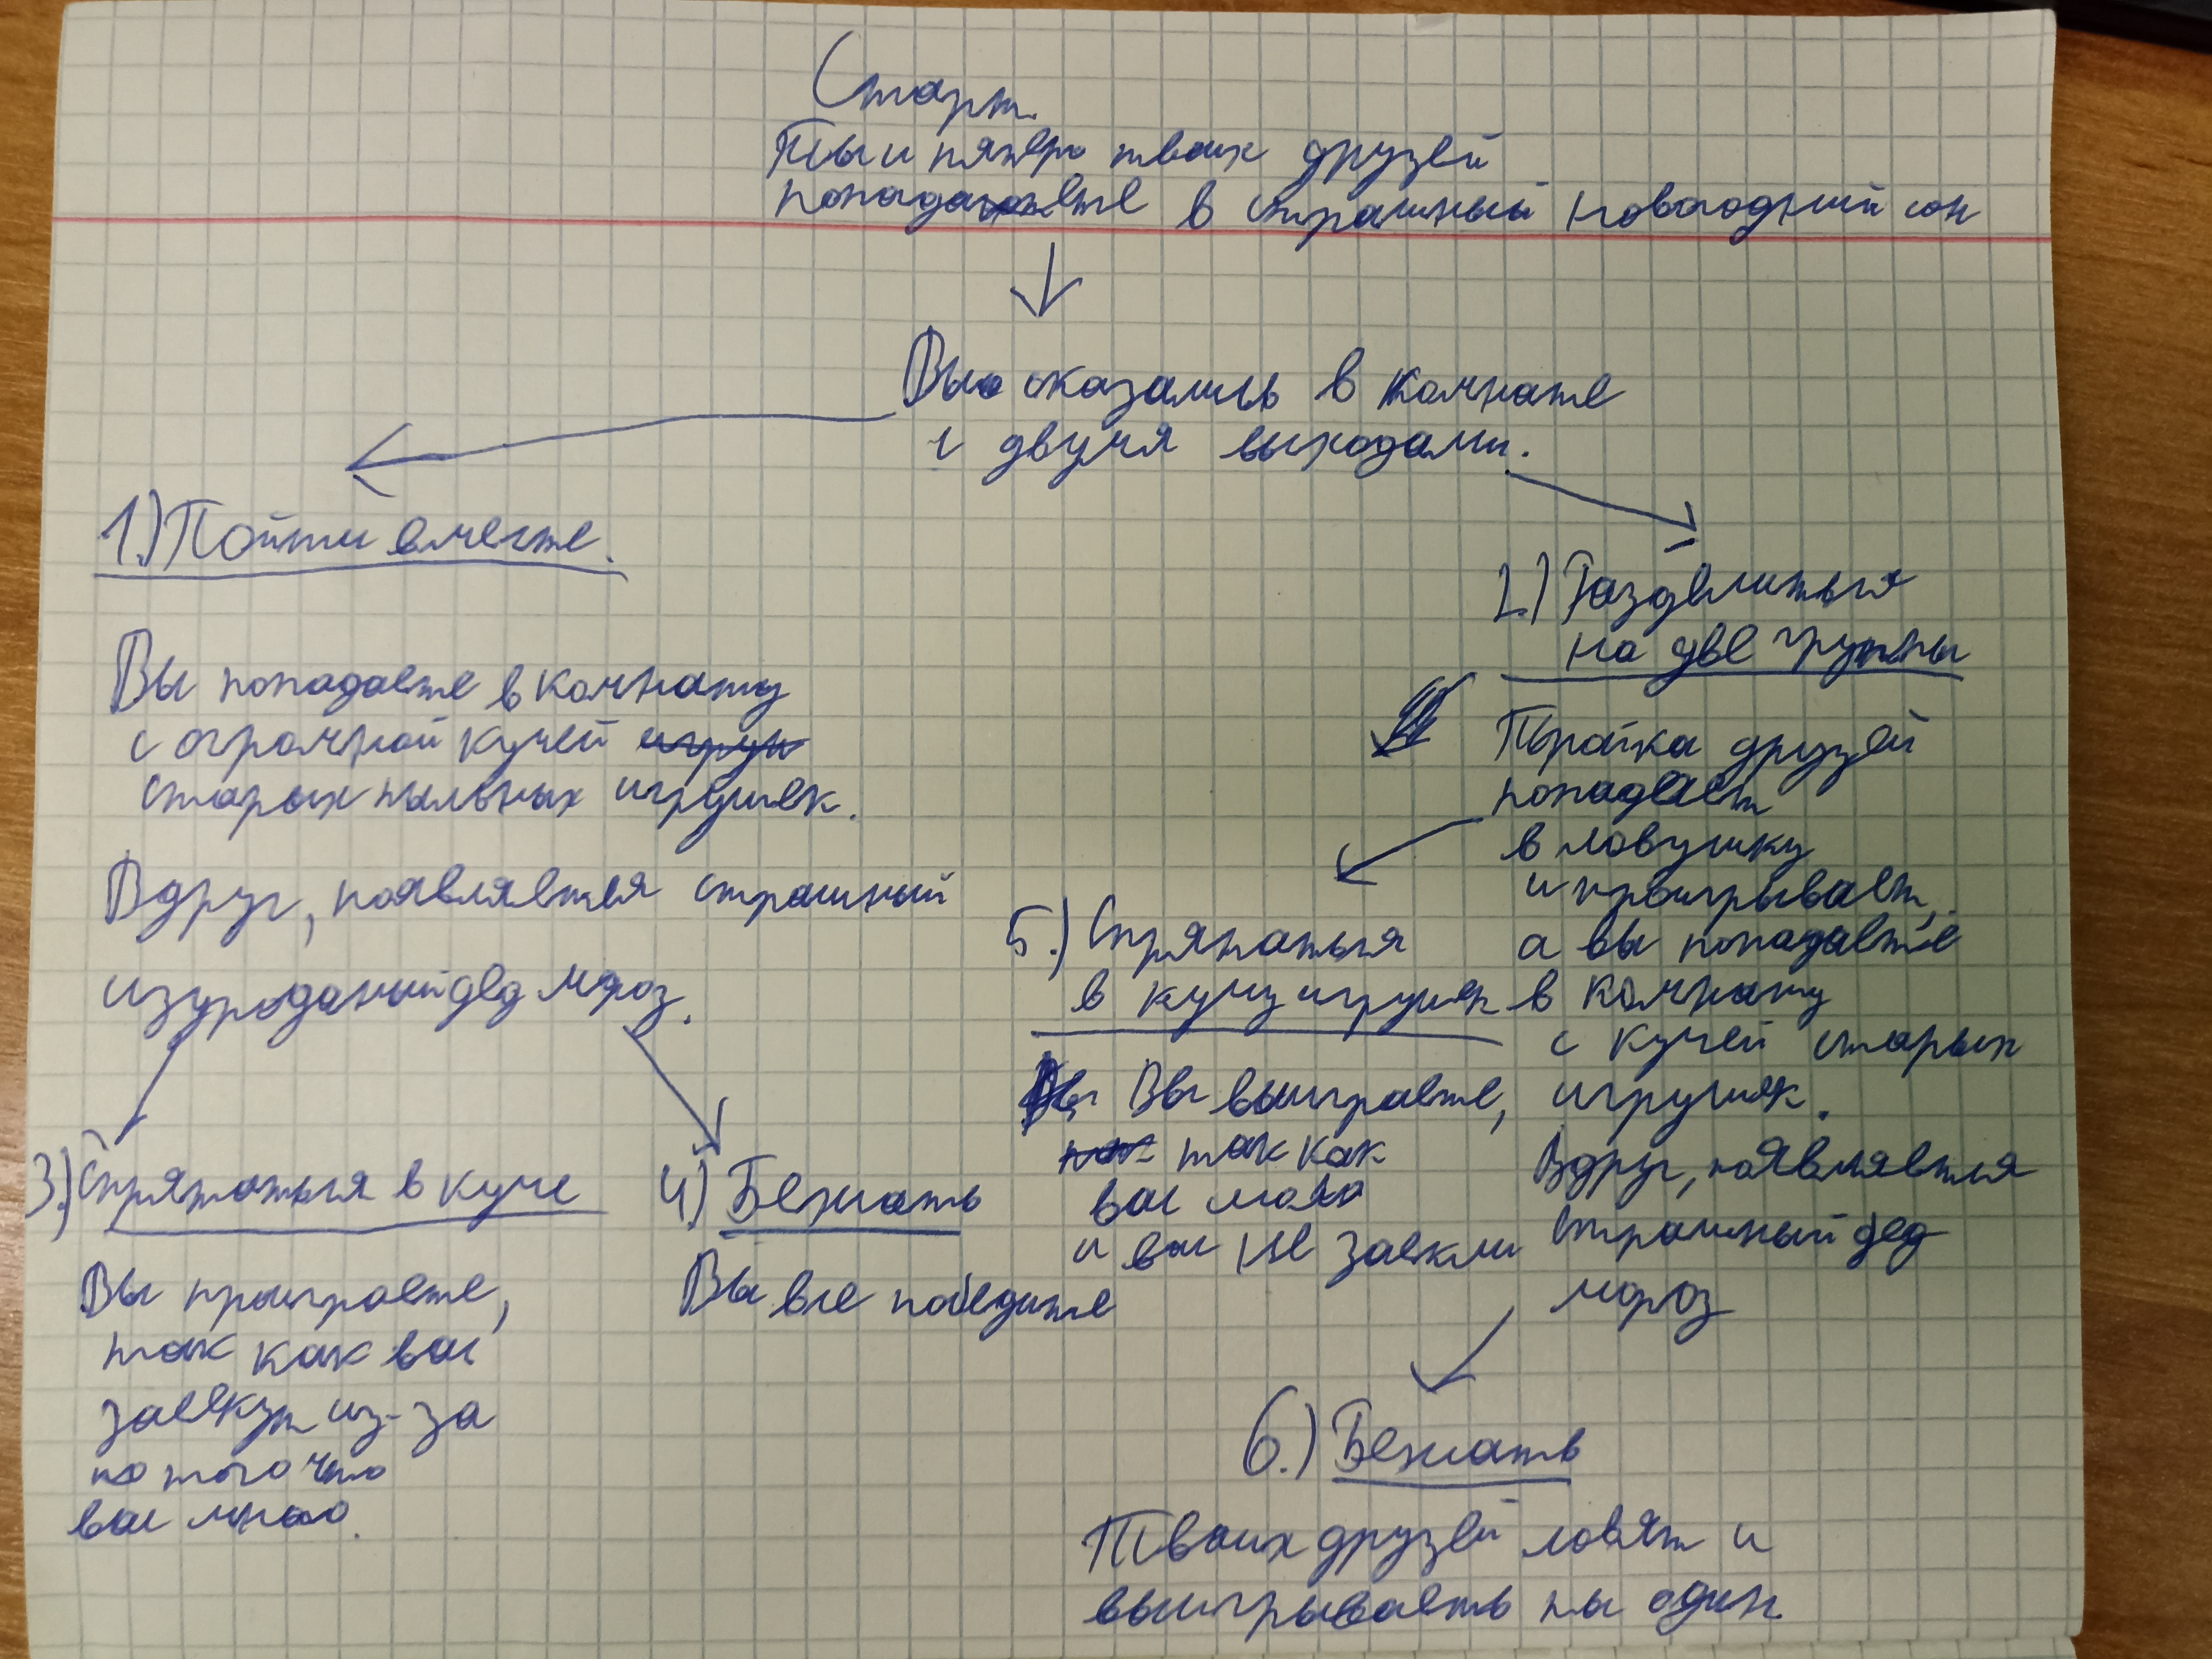 Старт.
Ты и пятеро твоих друзей
попадаете в страшный новогодний сон
Вы оказались в комнате
с двумя выходами.
1.) Пойти вместе.
Вы попадаете в комнату
с огромной кучей
старых пыльных игрушек.
Вдруг, появляется страшный
изуроданый дед мороз.
3.) Спрятаться в куче
Вы проиграете,
так как вас
засекут из-за
того что
вас много.
4) Бежать
Вы все победите
2.) Разделиться
на две группы
Тройка друзей
попадает
в ловушку
и проигрывает,
а вы попадаете
в комнату
с кучей старых
игрушек.
Вдруг, появляется
страшный дед
мороз
5.) Спрятаться
в кучу игрушек
Вы выиграете,
так как
вас мало
и вас не засекли
6.) Бежать
Твоих друзей ловят и
выигрываешь ты один.